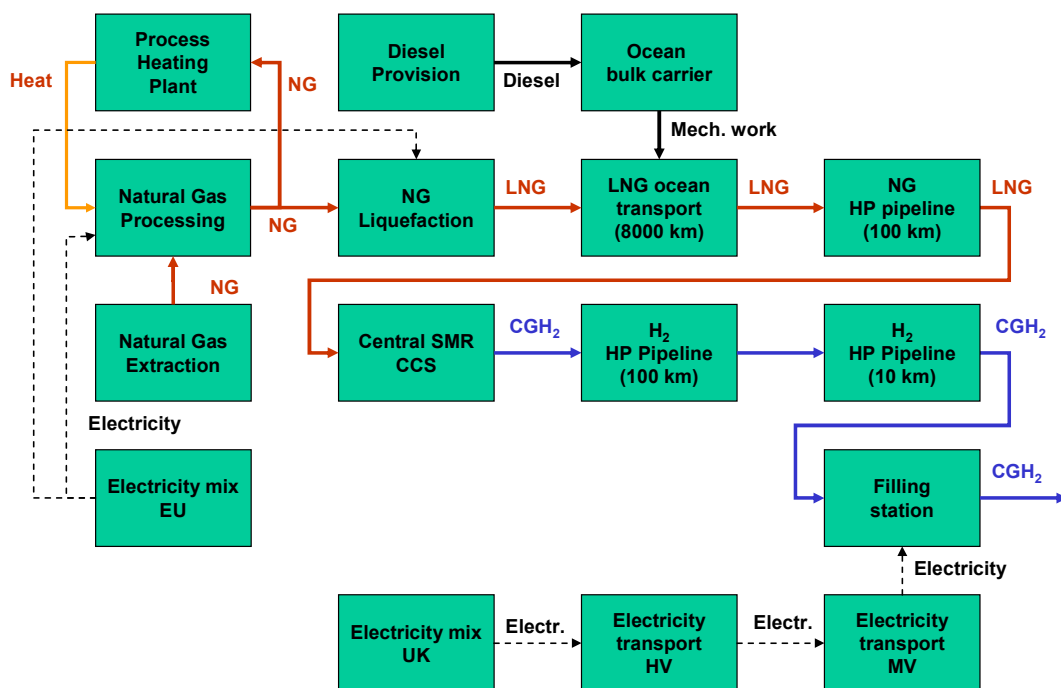 Process
Heating
Plant
Diesel
Provision
Ocean
bulk carrier
Heat
NG
Diesel
Mech. work
Natural Gas
Processing
NG
NG
Liquefaction
LNG
LNG ocean
transport
(8000 km)
LNG
NG
HP pipeline
(100 km)
LNG
NG
Natural Gas
Extraction
Central SMR
CCS
CGH₂
H₂
HP Pipeline
(100 km)
H₂
HP Pipeline
(10 km)
CGH₂
Electricity
Electricity mix
EU
Filling
station
CGH₂
Electricity
Electricity mix
UK
Electr.
Electricity
transport
HV
Electr.
Electricity
transport
MV